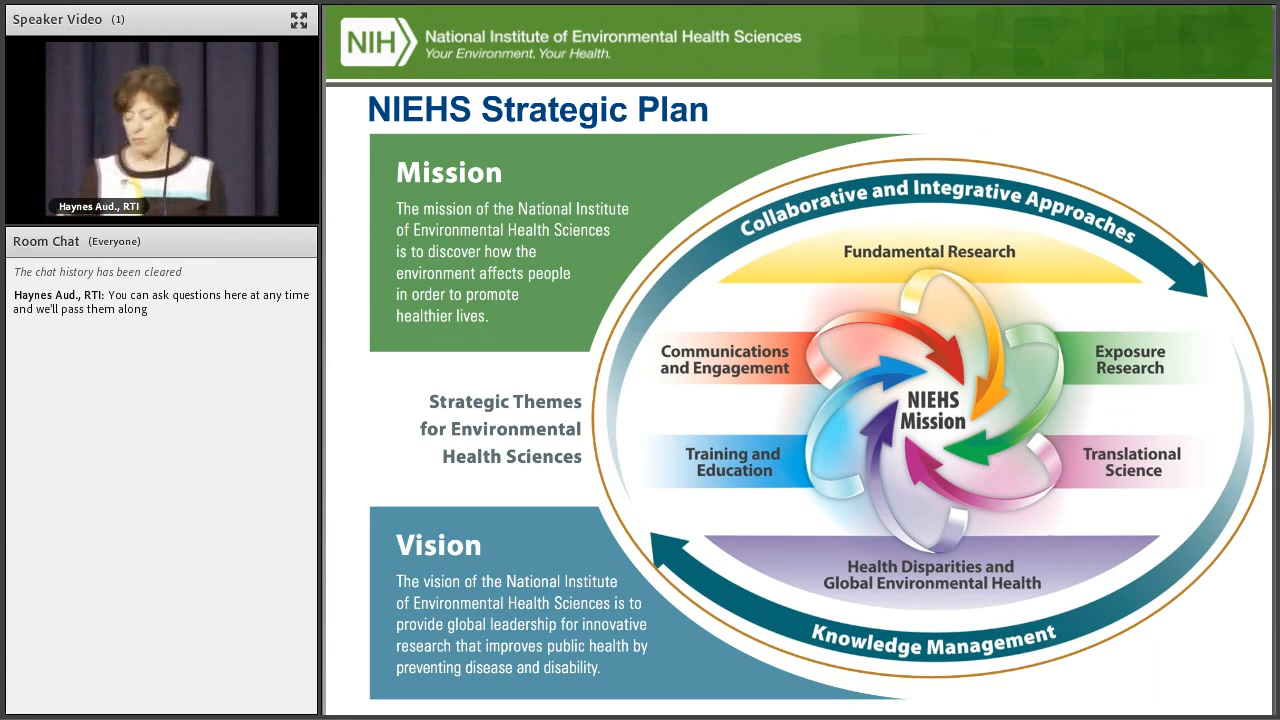 Speaker Video (1)
Haynes Aud., RTI
Room Chat (Everyone)
The chat history has been cleared
Haynes Aud., RTI: You can ask questions here at any time
and we'll pass them along
NIH
National Institute of Environmental Health Sciences
Your Environment. Your Health.
NIEHS Strategic Plan
Mission
The mission of the National Institute
of Environmental Health Sciences
is to discover how the
environment affects people
in order to promote
healthier lives.
Strategic Themes
for Environmental
Health Sciences
Vision
The vision of the National Institute
of Environmental Health Sciences is to
provide global leadership for innovative
research that improves public health by
preventing disease and disability.
Collaborative and Integrative Approaches
Fundamental Research
Communications
and Engagement
Exposure
Research
NIEHS
Mission
Training and
Education
Translational
Science
Health Disparities and
Global Environmental Health
Knowledge Management